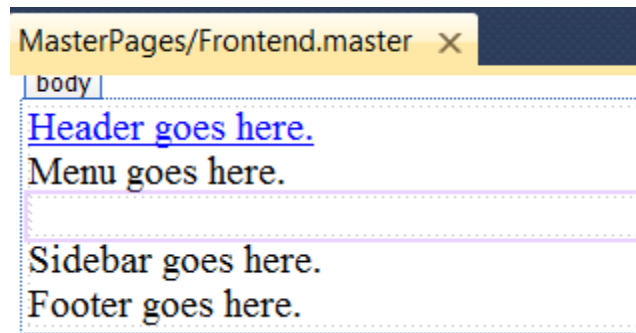 MasterPages/Frontend.master ×
body
Header goes here.
Menu goes here.
Sidebar goes here.
Footer goes here.